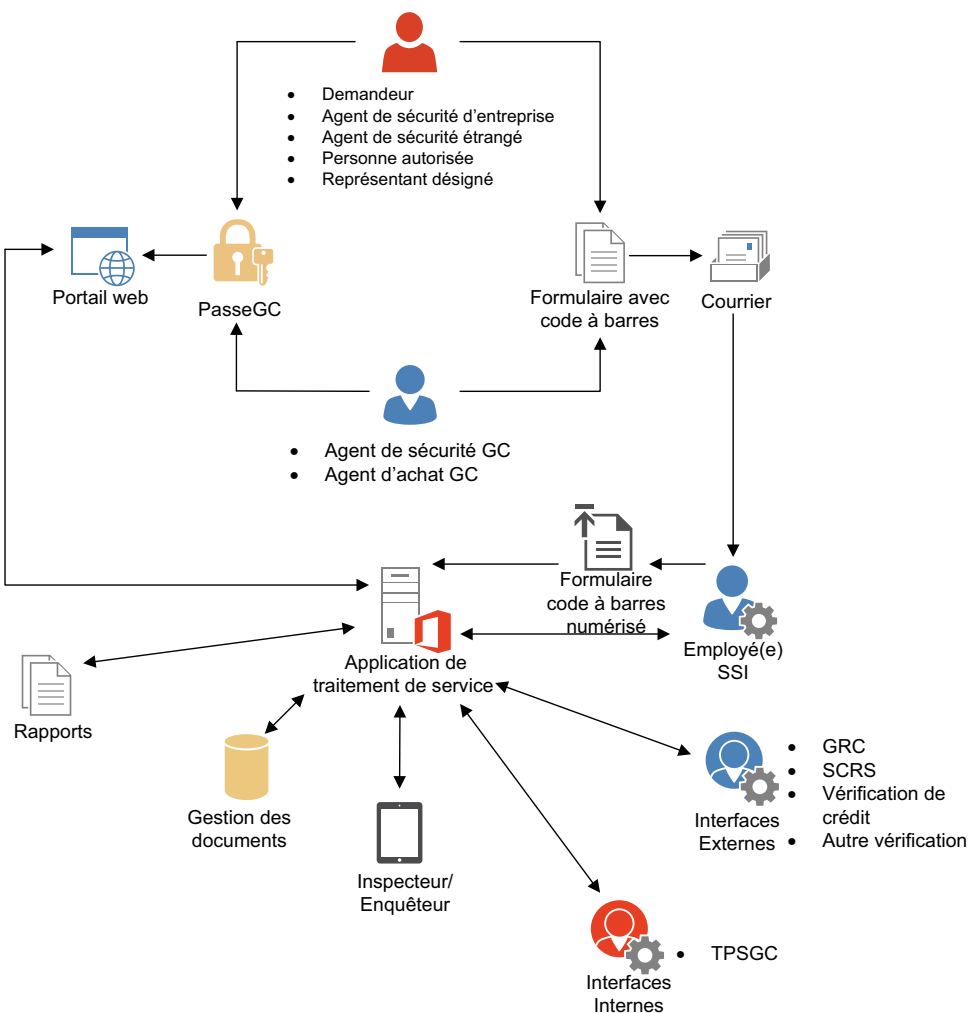 • Demandeur
• Agent de sécurité d’entreprise
• Agent de sécurité étrangé
• Personne autorisée
• Représentant désigné
Portail web
PasseGC
Formulaire avec
code à barres
Courrier
• Agent de sécurité GC
• Agent d’achat GC
Formulaire
code à barres
numérisé
Employé(e)
SSI
Application de
traitement de service
Rapports
Gestion des
documents
Inspecteur/
Enquêteur
Interfaces
Externes
• GRC
• SCRS
• Vérification de
crédit
• Autre vérification
Interfaces
Internes
• TPSGC